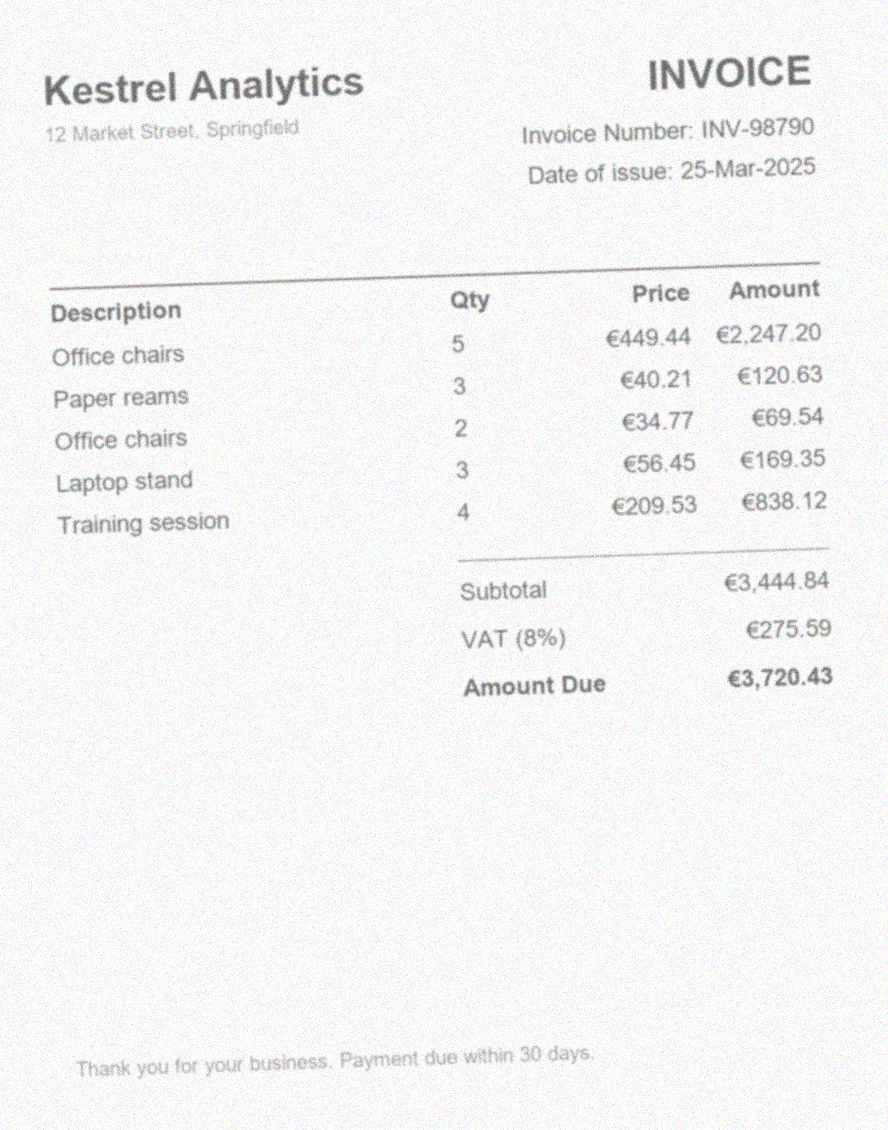 Kestrel Analytics
12 Market Street, Springfield
INVOICE
Invoice Number: INV-98790
Date of issue: 25-Mar-2025
Description Qty Price Amount
Office chairs 5 €449.44 €2,247.20
Paper reams 3 €40.21 €120.63
Office chairs 2 €34.77 €69.54
Laptop stand 3 €56.45 €169.35
Training session 4 €209.53 €838.12
Subtotal €3,444.84
VAT (8%) €275.59
Amount Due €3,720.43
Thank you for your business. Payment due within 30 days.